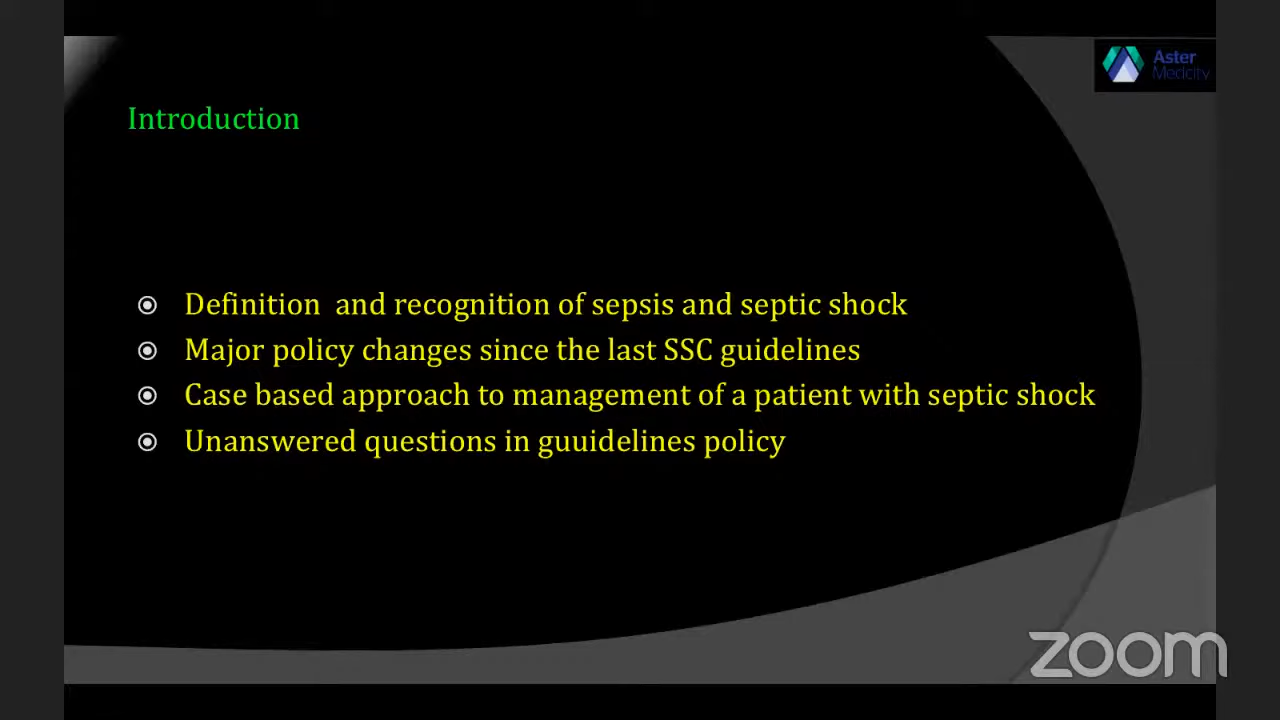 Aster
Medcity
Introduction
Definition and recognition of sepsis and septic shock
Major policy changes since the last SSC guidelines
Case based approach to management of a patient with septic shock
Unanswered questions in guuidelines policy
zoom